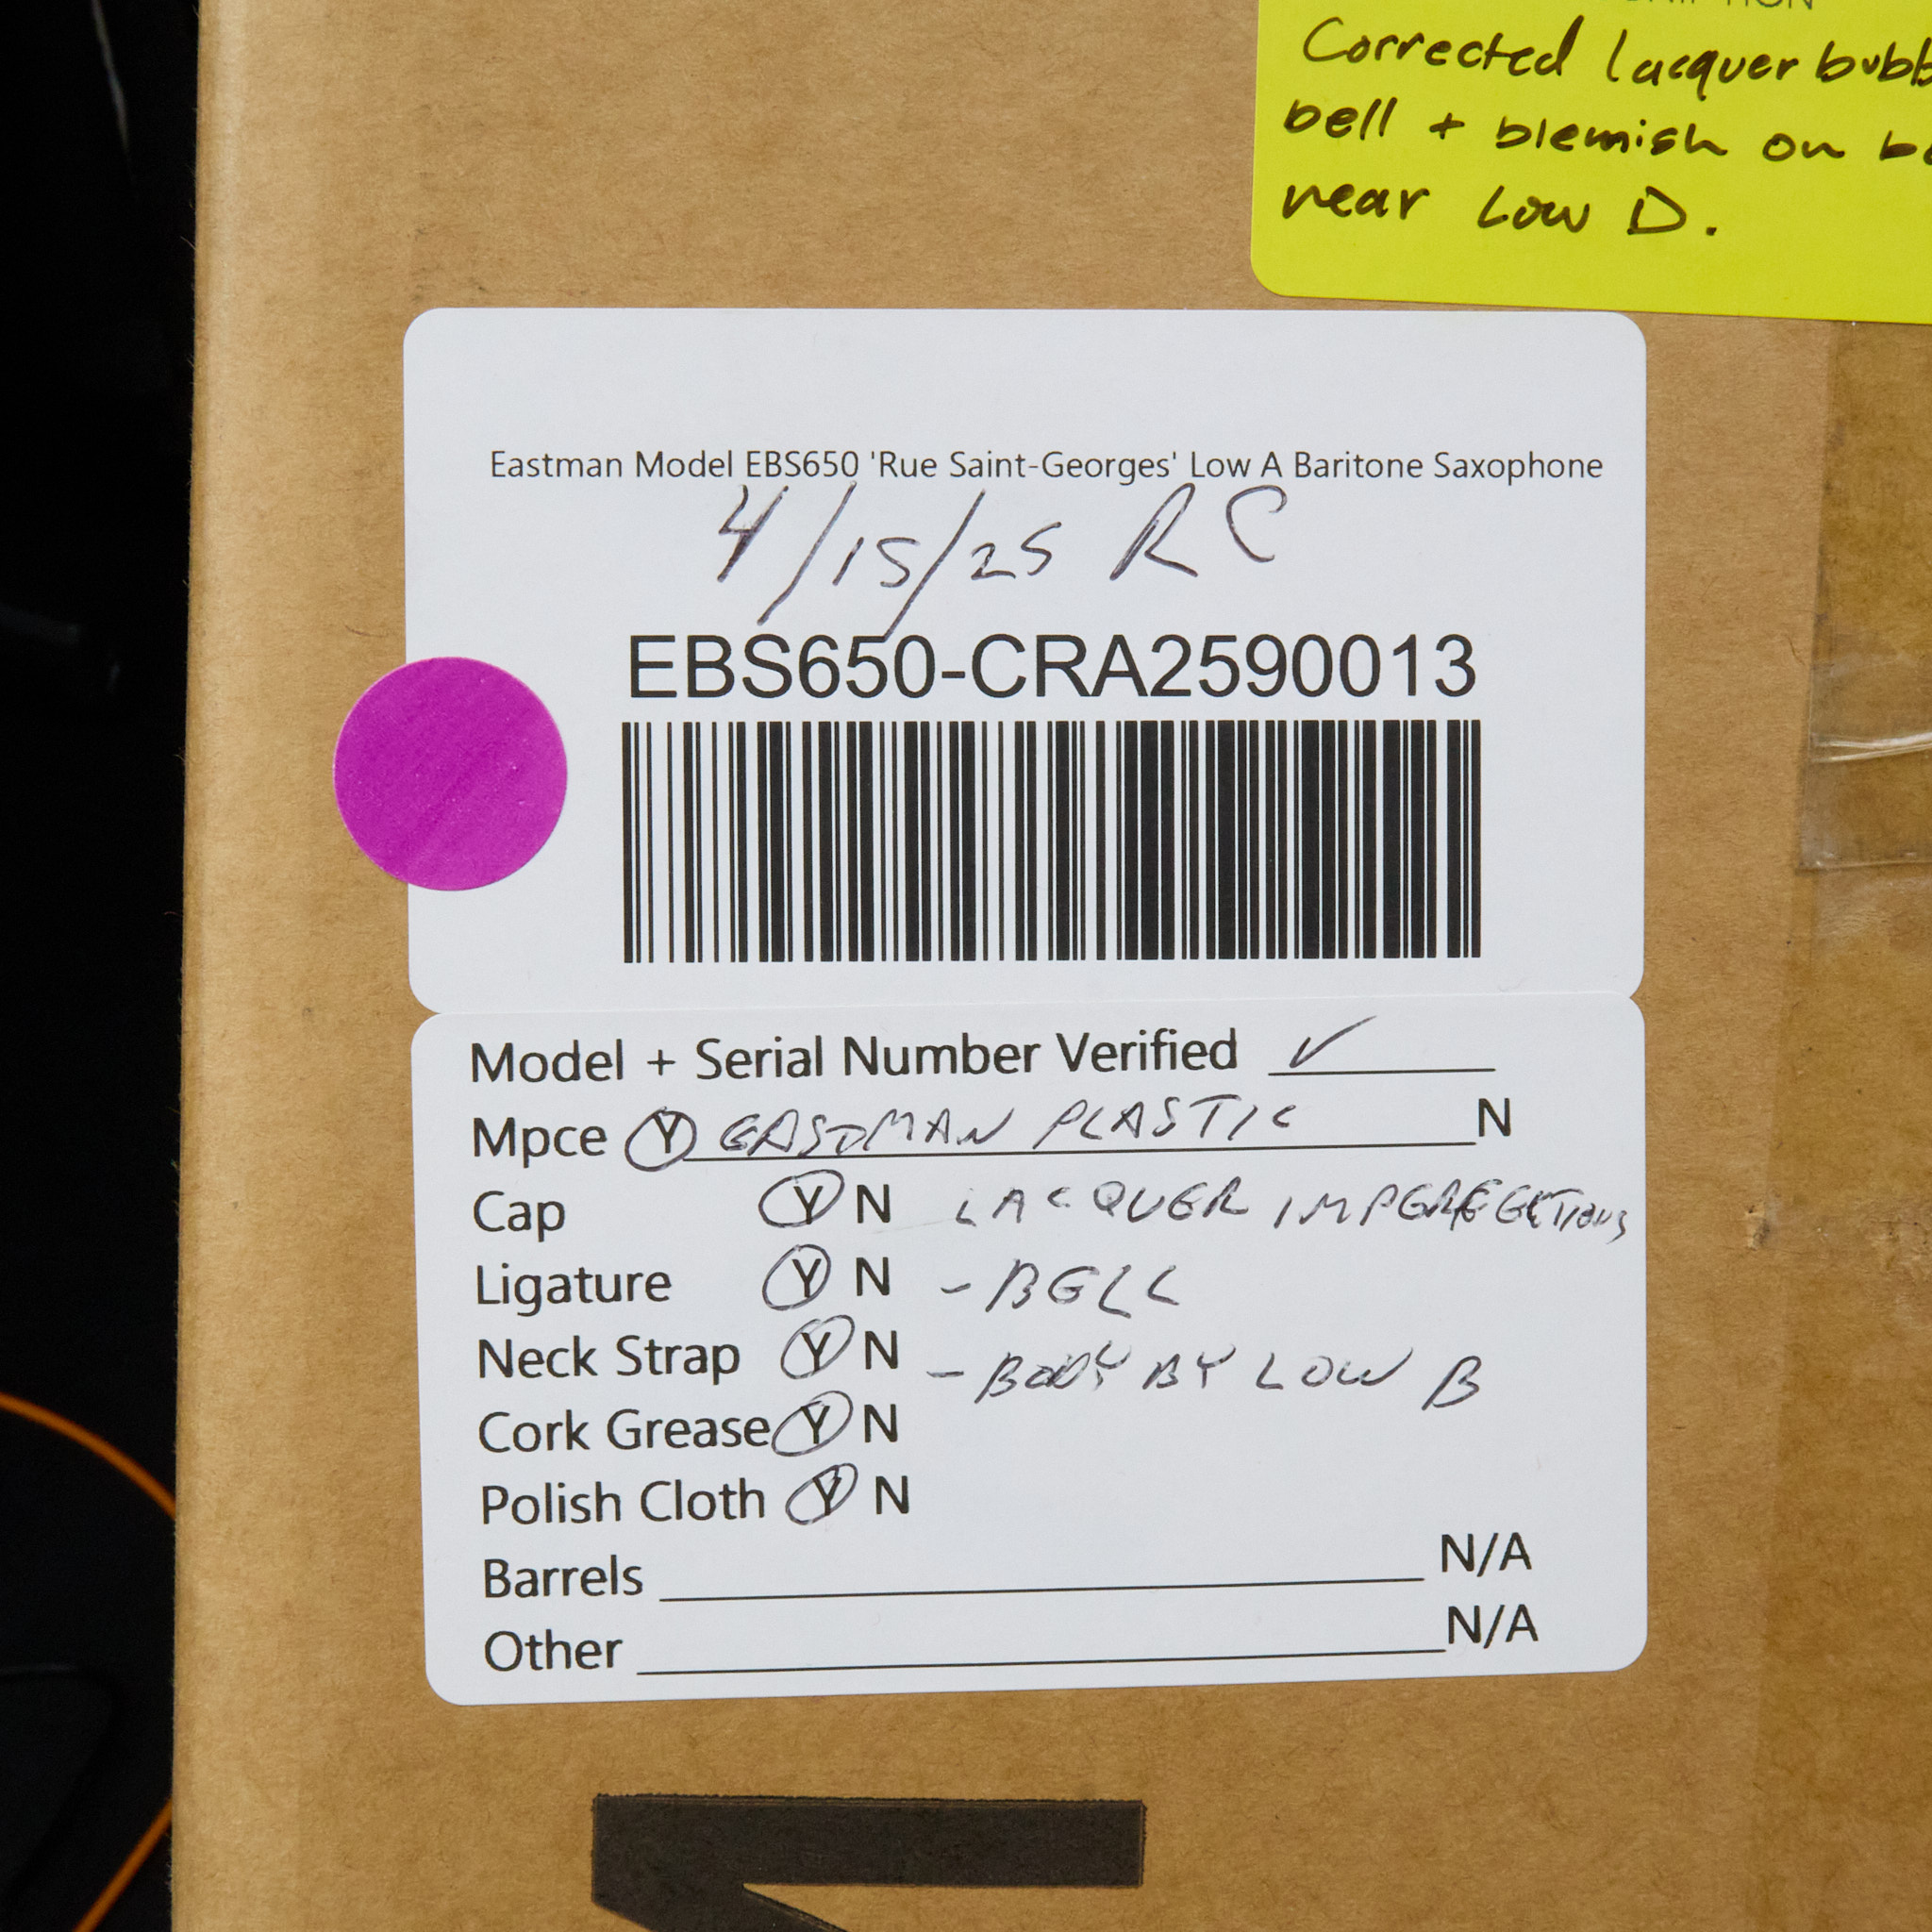 Corrected lacquer bubb
bell + blemish on
near Low D.
Eastman Model EBS650 'Rue Saint-Georges' Low A Baritone Saxophone
4/15/25 RC
EBS650-CRA2590013
Model + Serial Number Verified ✓
Mpce Y EASTMAN PLASTIC N
Cap Y N LACQUER IMPERFECTIONS
Ligature Y N - BELL
Neck Strap Y N - BODY BY LOW B
Cork Grease Y N
Polish Cloth Y N
Barrels N/A
Other N/A